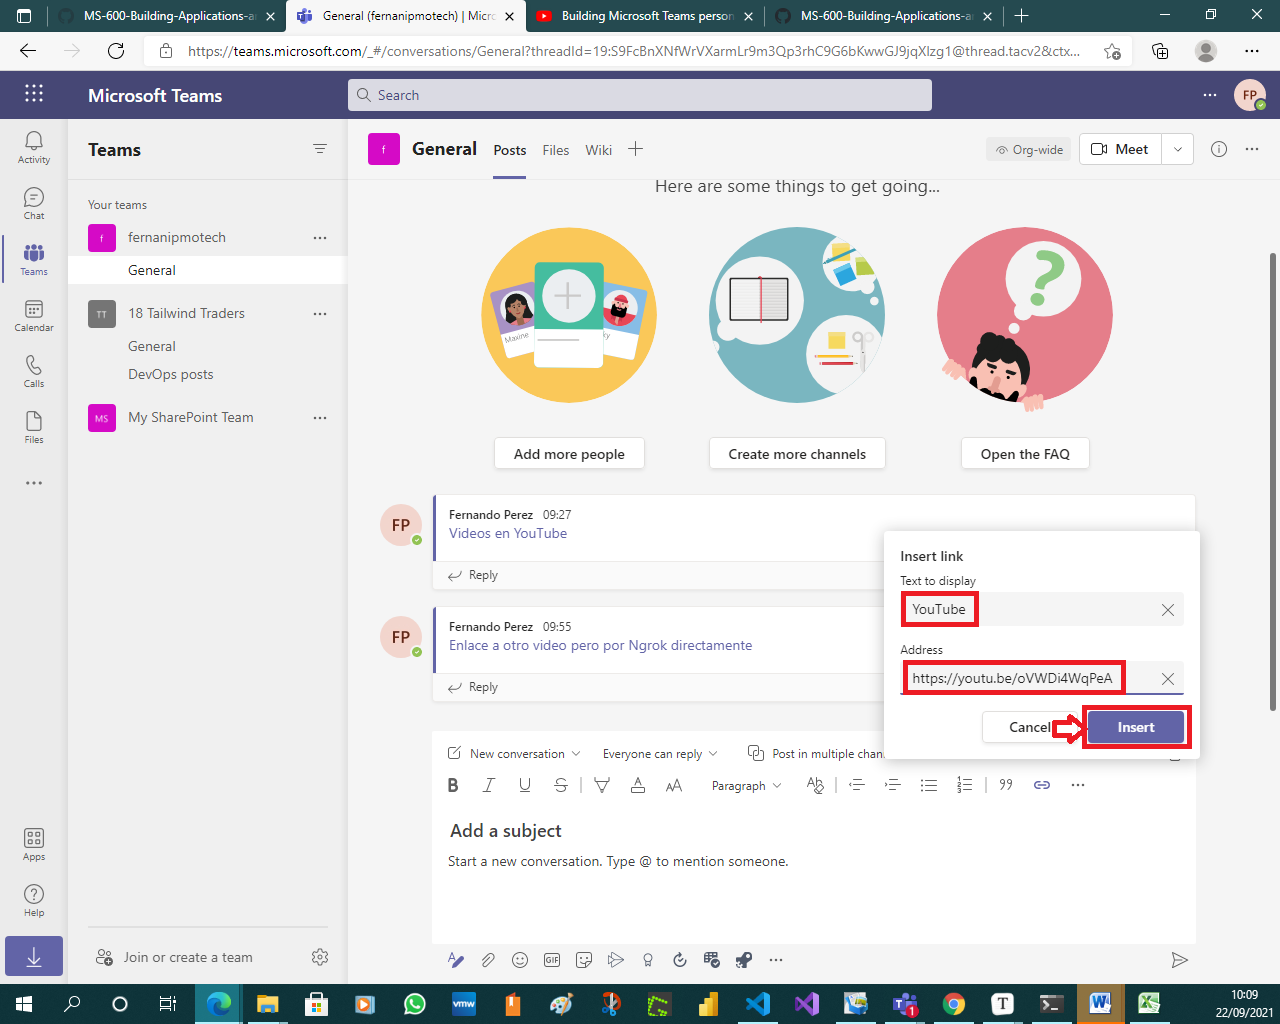 MS-600-Building-Applications-ar
General (fernanipmotech) | Micro
Building Microsoft Teams person
MS-600-Building-Applications-ar
https://teams.microsoft.com/_#/conversations/General?threadId=19:S9FcBnXNfWrVXarmLr9m3Qp3rhC9G6bKwwGJ9jqXlzg1@thread.tacv2&ctx...
Microsoft Teams
Search
FP
Activity
Chat
Teams
Calendar
Calls
Files
Apps
Help
Teams
Your teams
f
fernanipmotech
General
TT
18 Tailwind Traders
General
DevOps posts
MS
My SharePoint Team
Join or create a team
f
General
Posts
Files
Wiki
Org-wide
Meet
Here are some things to get going...
Maxine
Add more people
Create more channels
Open the FAQ
FP
Fernando Perez 09:27
Videos en YouTube
Reply
FP
Fernando Perez 09:55
Enlace a otro video pero por Ngrok directamente
Reply
Insert link
Text to display
YouTube
Address
https://youtu.be/oVWDi4WqPeA
Cancel
Insert
New conversation
Everyone can reply
Post in multiple chann
B I U S
Paragraph
Add a subject
Start a new conversation. Type @ to mention someone.
GIF
vmw
1
T
10:09
22/09/2021